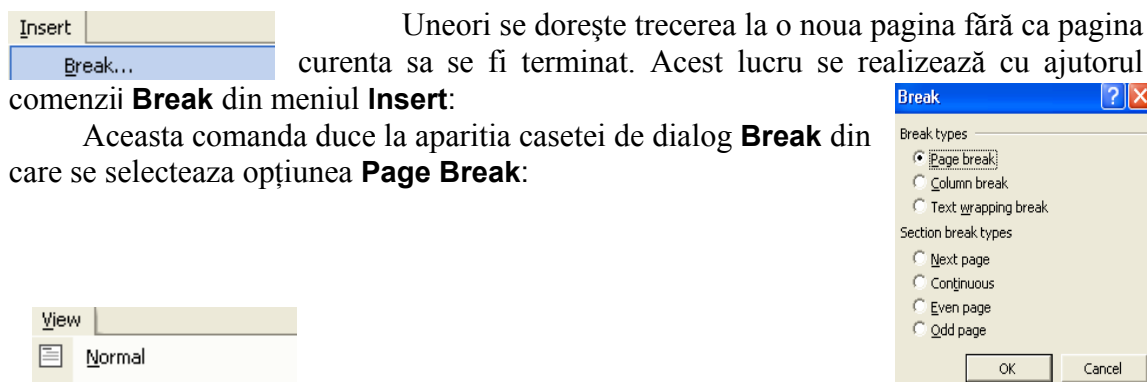 Insert
Break...
Uneori se dorește trecerea la o noua pagina fără ca pagina
curenta sa se fi terminat. Acest lucru se realizează cu ajutorul
comenzii Break din meniul Insert:
Aceasta comanda duce la aparitia casetei de dialog Break din
care se selecteaza opțiunea Page Break:
Break
Break types
Page break
Column break
Text wrapping break
Section break types
Next page
Continuous
Even page
Odd page
OK Cancel
View
Normal